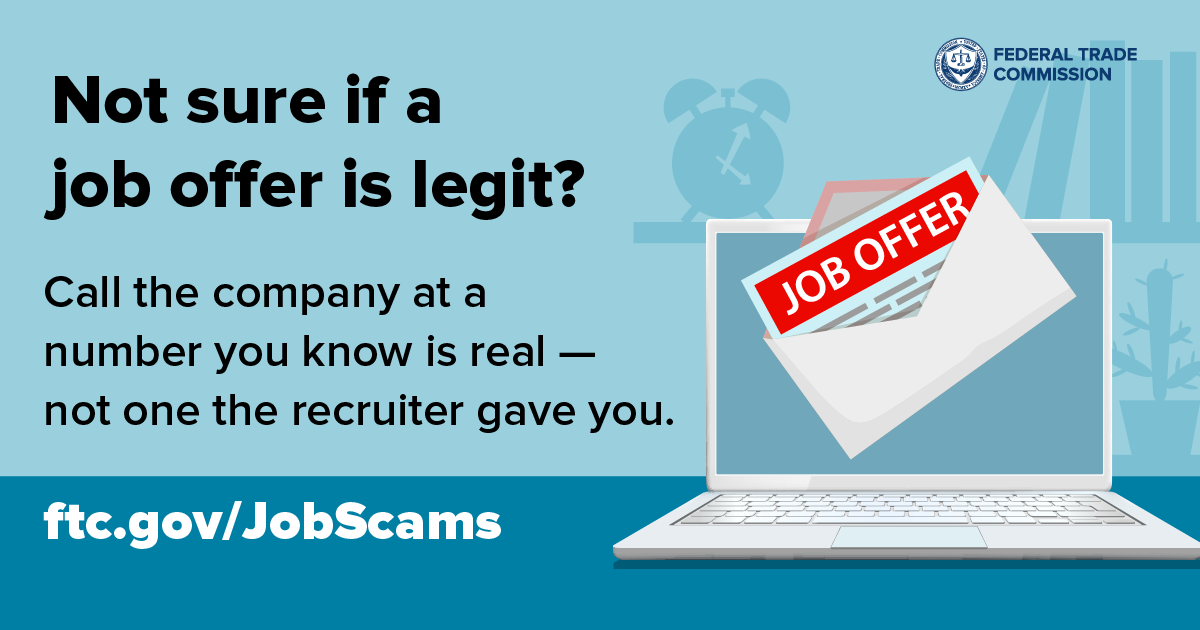 FEDERAL TRADE
COMMISSION
Not sure if a
job offer is legit?
JOB OFFER
Call the company at a
number you know is real —
not one the recruiter gave you.
ftc.gov/JobScams